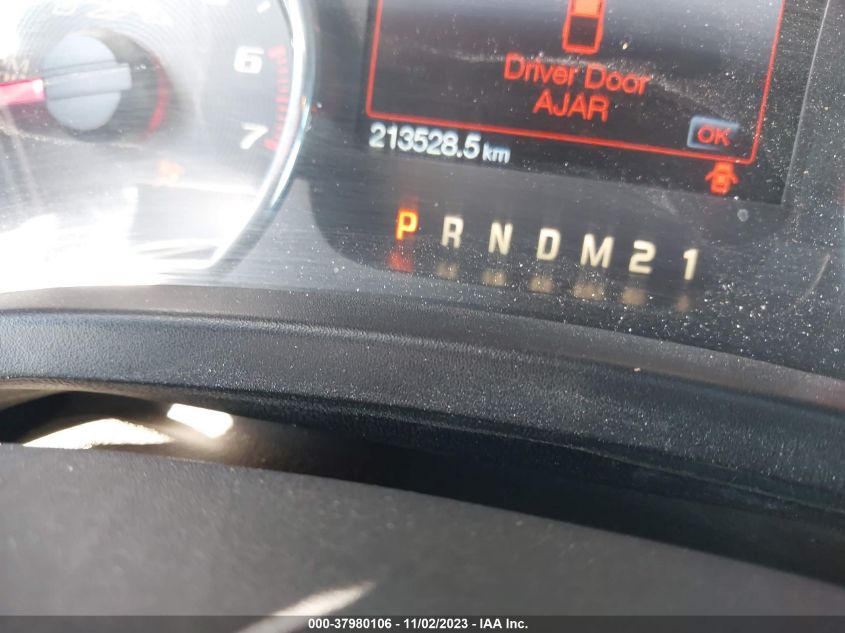 6
7
Driver Door
AJAR
OK
213528.5 km
P R N D M 2 1
000-37980106 - 11/02/2023 - IAA Inc.